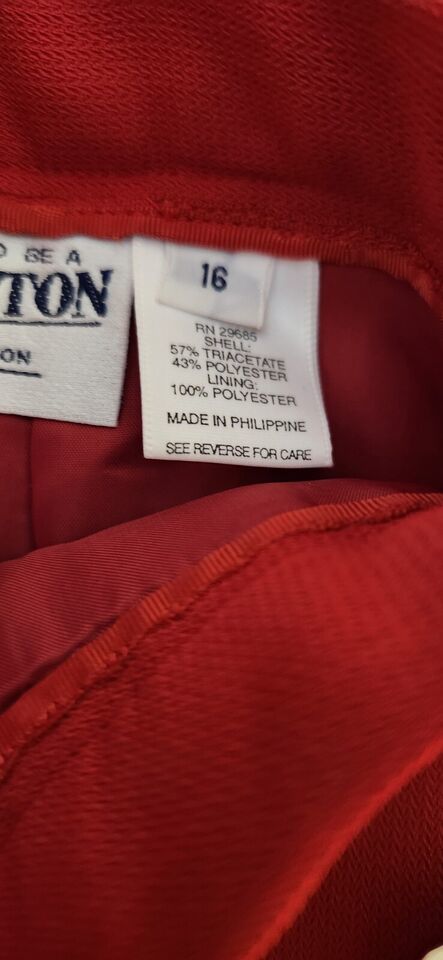 BE A
TON
ON
16
RN 29685
SHELL:
57% TRIACETATE
43% POLYESTER
LINING:
100% POLYESTER
MADE IN PHILIPPINE
SEE REVERSE FOR CARE